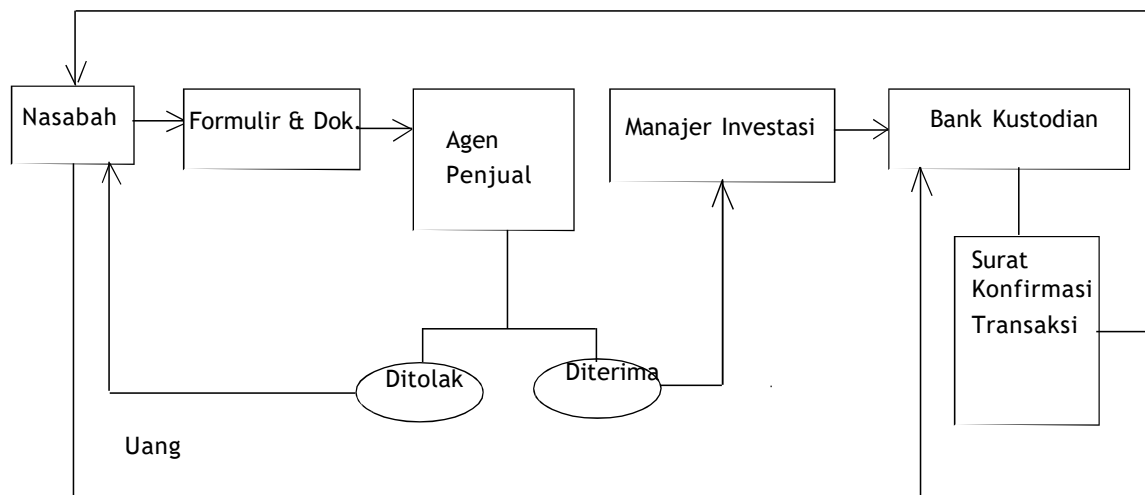 Nasabah
Formulir & Dok.
Agen
Penjual
Manajer Investasi
Bank Kustodian
Surat
Konfirmasi
Transaksi
Ditolak
Diterima
Uang